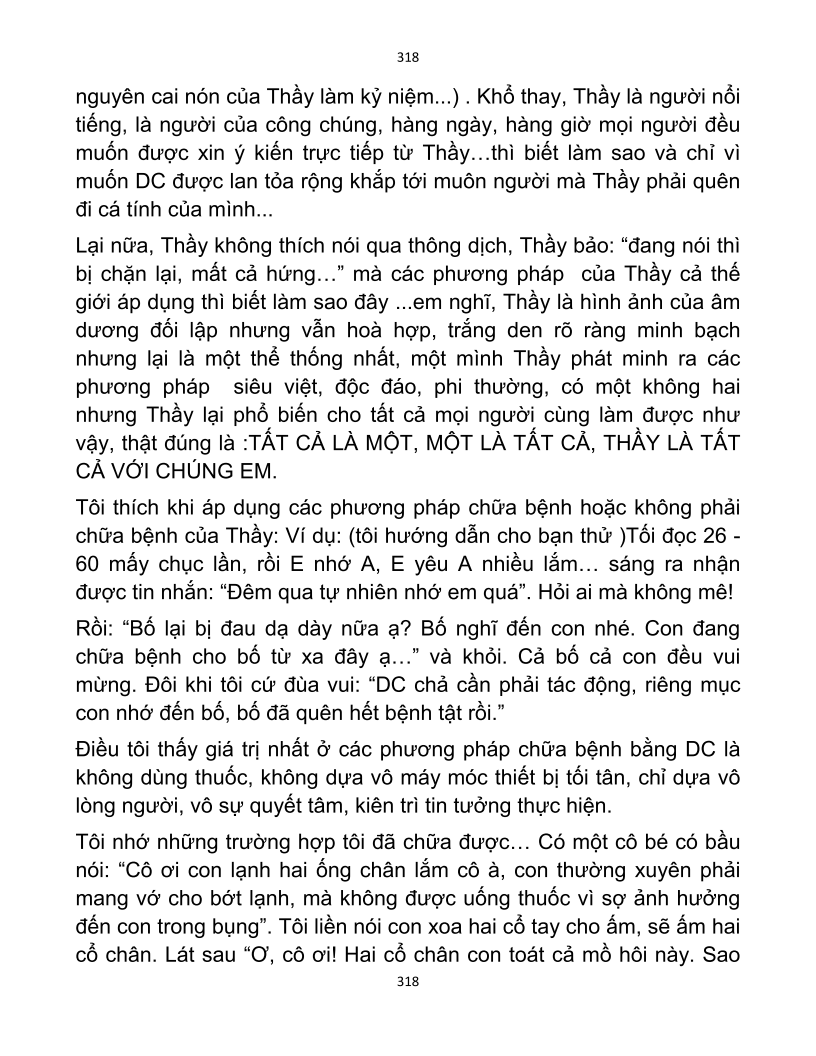 318
nguyên cai nón của Thầy làm kỷ niệm...) . Khổ thay, Thầy là người nổi
tiếng, là người của công chúng, hàng ngày, hàng giờ mọi người đều
muốn được xin ý kiến trực tiếp từ Thầy…thì biết làm sao và chỉ vì
muốn DC được lan tỏa rộng khắp tới muôn người mà Thầy phải quên
đi cá tính của mình...
Lại nữa, Thầy không thích nói qua thông dịch, Thầy bảo: “đang nói thì
bị chặn lại, mất cả hứng…” mà các phương pháp  của Thầy cả thế
giới áp dụng thì biết làm sao đây ...em nghĩ, Thầy là hình ảnh của âm
dương đối lập nhưng vẫn hoà hợp, trắng den rõ ràng minh bạch
nhưng lại là một thể thống nhất, một mình Thầy phát minh ra các
phương pháp  siêu việt, độc đáo, phi thường, có một không hai
nhưng Thầy lại phổ biến cho tất cả mọi người cùng làm được như
vậy, thật đúng là :TẤT CẢ LÀ MỘT, MỘT LÀ TẤT CẢ, THẦY LÀ TẤT
CẢ VỚI CHÚNG EM.
Tôi thích khi áp dụng các phương pháp chữa bệnh hoặc không phải
chữa bệnh của Thầy: Ví dụ: (tôi hướng dẫn cho bạn thử )Tối đọc 26 -
60 mấy chục lần, rồi E nhớ A, E yêu A nhiều lắm… sáng ra nhận
được tin nhắn: “Đêm qua tự nhiên nhớ em quá”. Hỏi ai mà không mê!
Rồi: “Bố lại bị đau dạ dày nữa ạ? Bố nghĩ đến con nhé. Con đang
chữa bệnh cho bố từ xa đây ạ…” và khỏi. Cả bố cả con đều vui
mừng. Đôi khi tôi cứ đùa vui: “DC chả cần phải tác động, riêng mục
con nhớ đến bố, bố đã quên hết bệnh tật rồi.”
Điều tôi thấy giá trị nhất ở các phương pháp chữa bệnh bằng DC là
không dùng thuốc, không dựa vô máy móc thiết bị tối tân, chỉ dựa vô
lòng người, vô sự quyết tâm, kiên trì tin tưởng thực hiện.
Tôi nhớ những trường hợp tôi đã chữa được… Có một cô bé có bầu
nói: “Cô ơi con lạnh hai ống chân lắm cô à, con thường xuyên phải
mang vớ cho bớt lạnh, mà không được uống thuốc vì sợ ảnh hưởng
đến con trong bụng”. Tôi liền nói con xoa hai cổ tay cho ấm, sẽ ấm hai
cổ chân. Lát sau “Ơ, cô ơi! Hai cổ chân con toát cả mồ hôi này. Sao
318